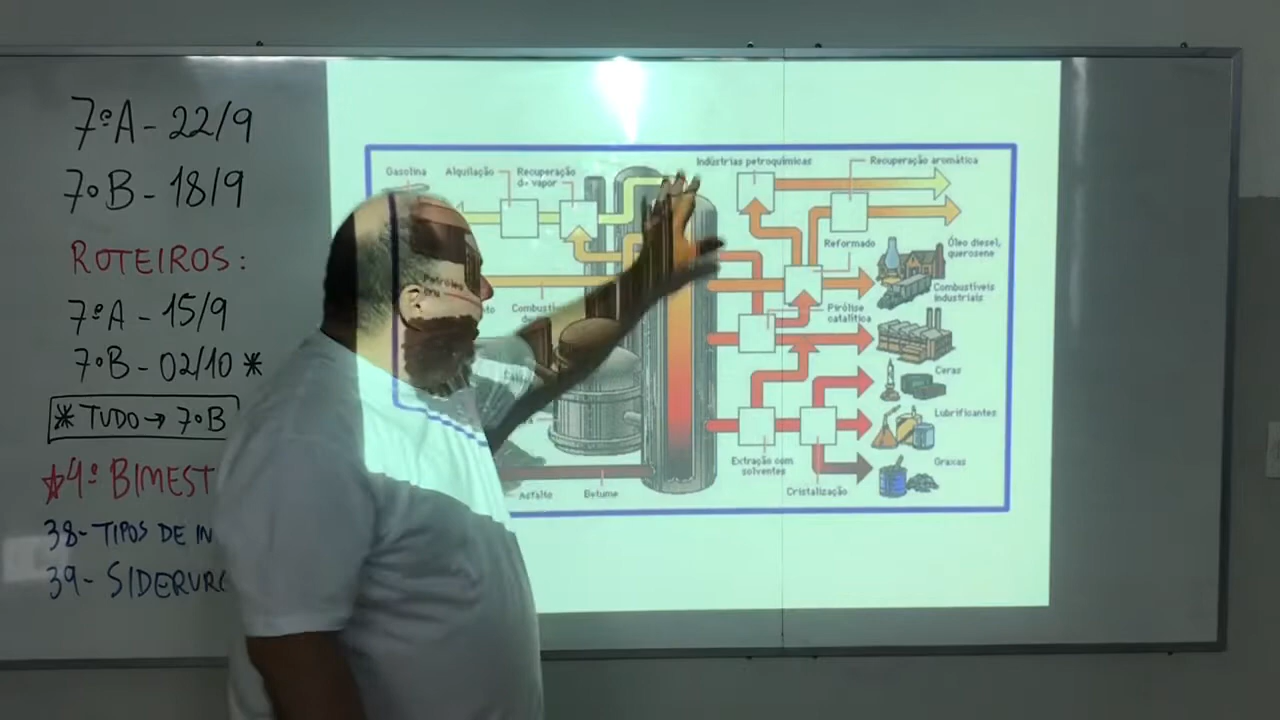 7ºA - 22/9
7ºB - 18/9
ROTEIROS:
7ºA - 15/9
7ºB - 02/10 *
* TUDO → 7ºB
☆4º BIMEST
38- TIPOS DE IN
39- SIDERURG
Gasolina
Alquilação
Recuperação
de vapor
Indústrias petroquímicas
Recuperação aromática
Reformado
Óleo diesel,
querosene
Petróleo
cru
Combustíveis
industriais
Pirólise
catalítica
Ceras
Lubrificantes
Extração com
solventes
Graxas
Cristalização
Asfalto
Betume